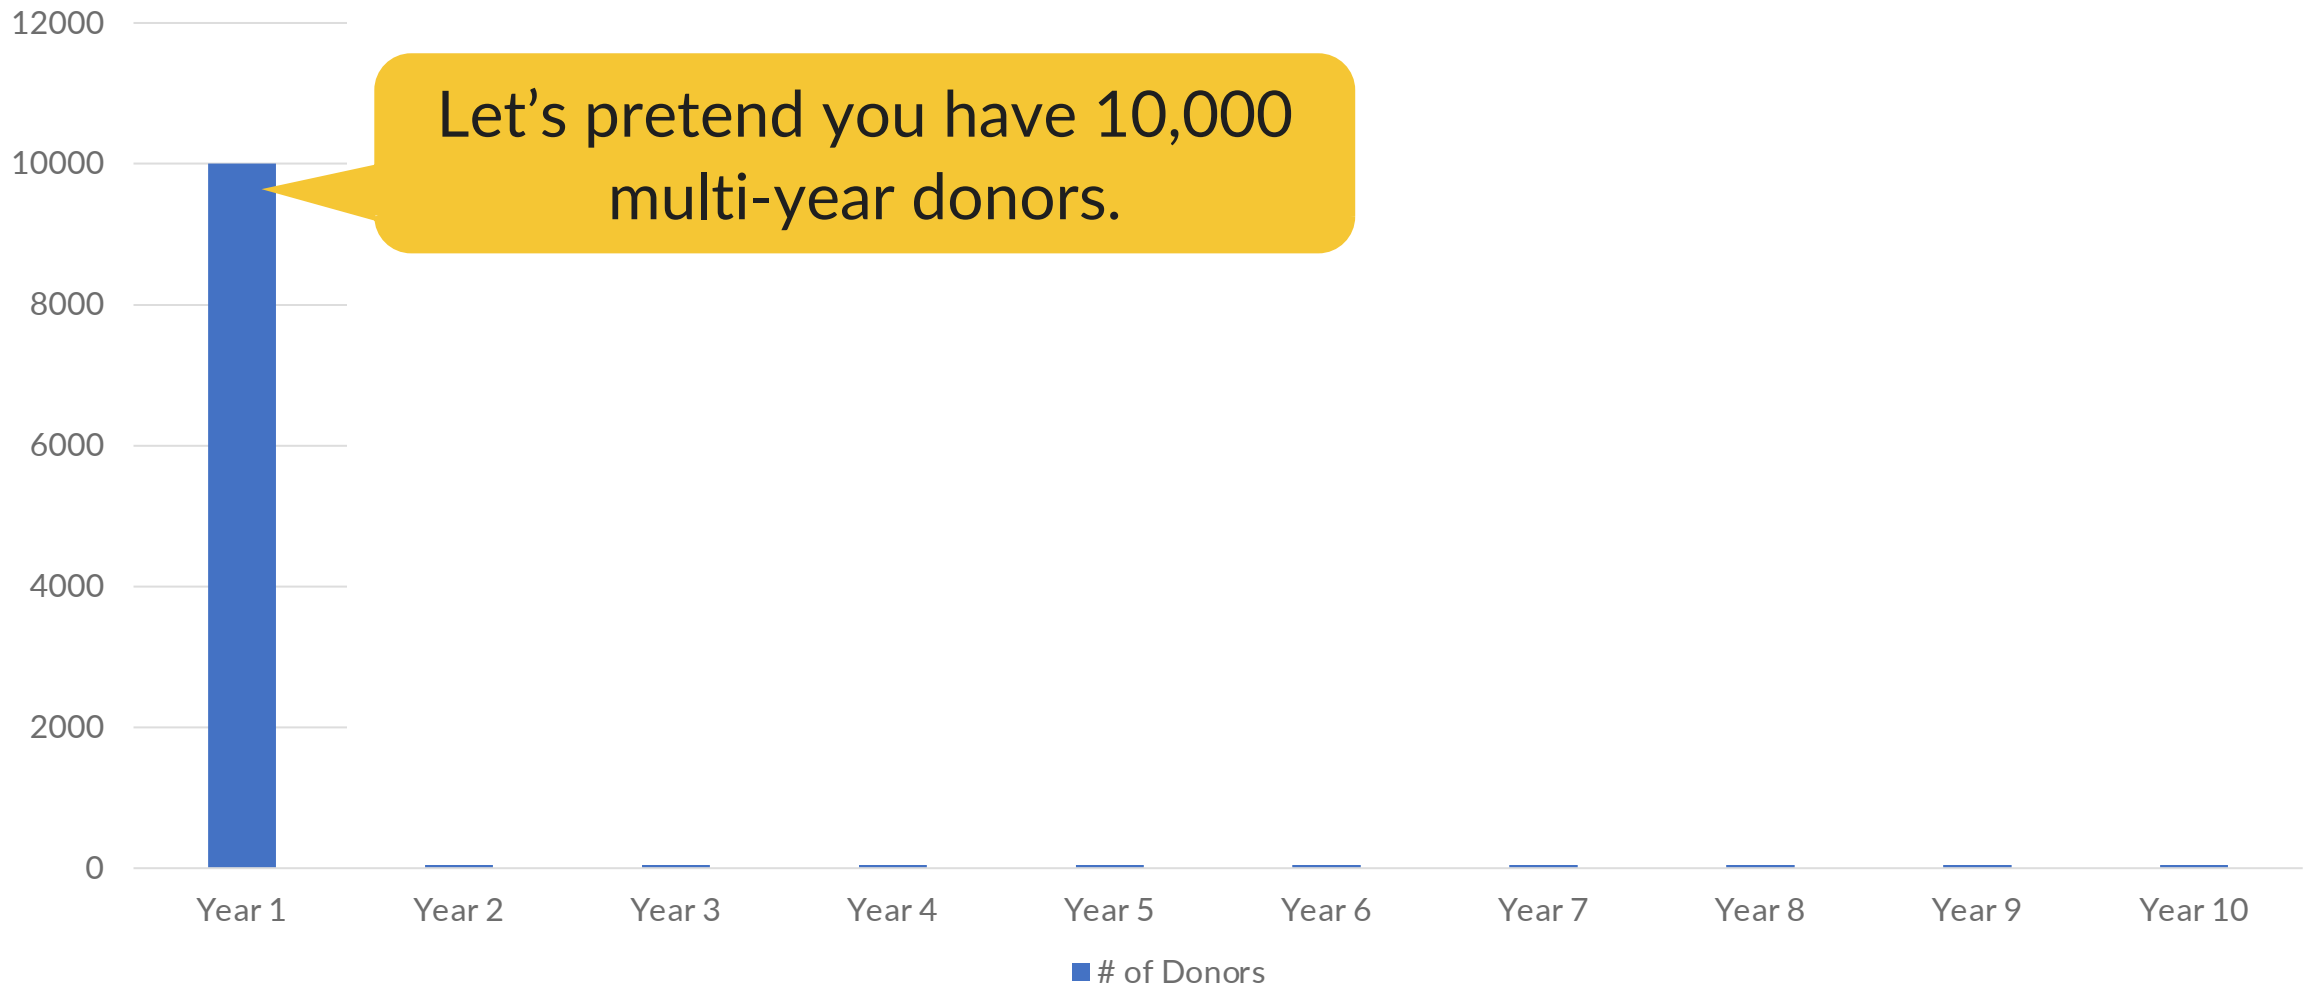 12000
Let’s pretend you have 10,000
multi-year donors.
10000
8000
6000
4000
2000
0
Year 1 Year 2 Year 3 Year 4 Year 5 Year 6 Year 7 Year 8 Year 9 Year 10
# of Donors